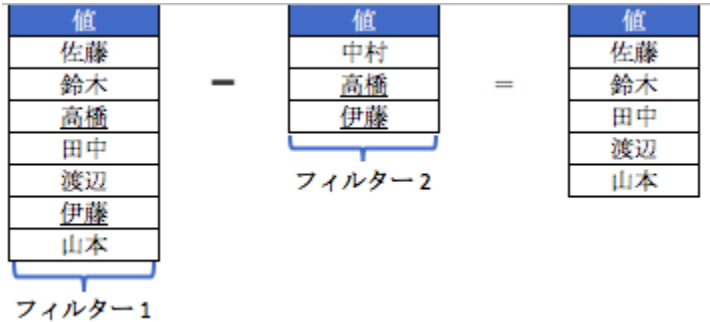 値
佐藤
鈴木
高橋
田中
渡辺
伊藤
山本
フィルター1
-
値
中村
高橋
伊藤
フィルター2
=
値
佐藤
鈴木
田中
渡辺
山本